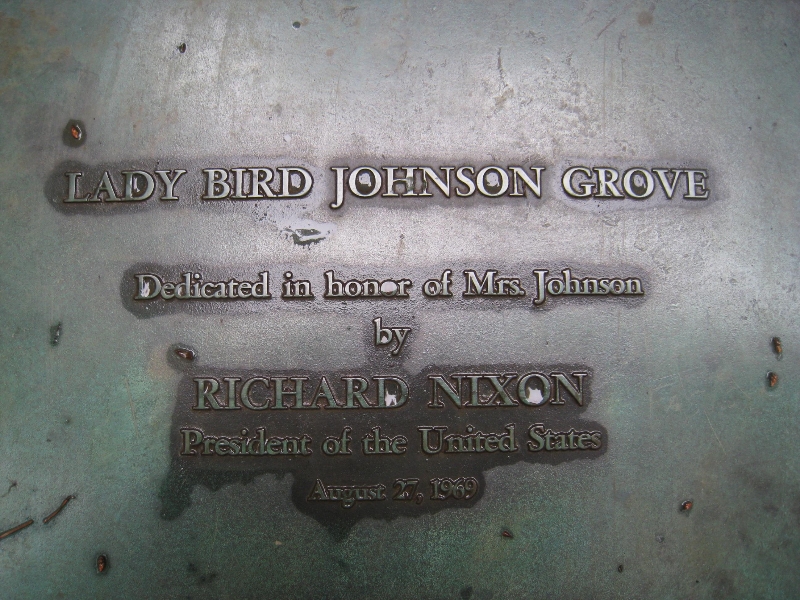 LADY BIRD JOHNSON GROVE
Dedicated in honor of Mrs. Johnson
by
RICHARD NIXON
President of the United States
August 27, 1969